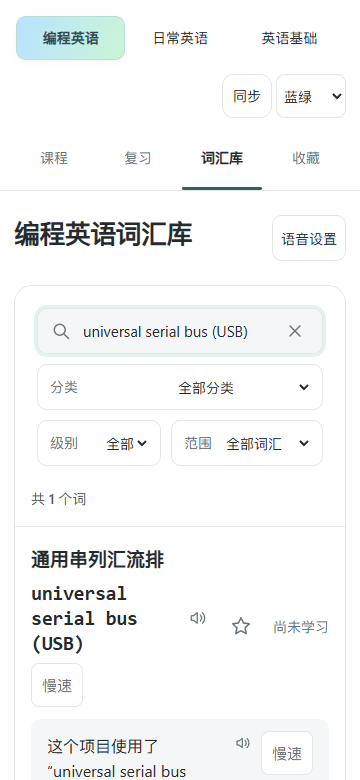 编程英语 日常英语 英语基础
同步 蓝绿
课程 复习 词汇库 收藏
编程英语词汇库 语音设置
universal serial bus (USB)
分类 全部分类
级别 全部 范围 全部词汇
共 1 个词
通用串列汇流排
universal
serial bus
(USB)
尚未学习
慢速
这个项目使用了
“universal serial bus
慢速